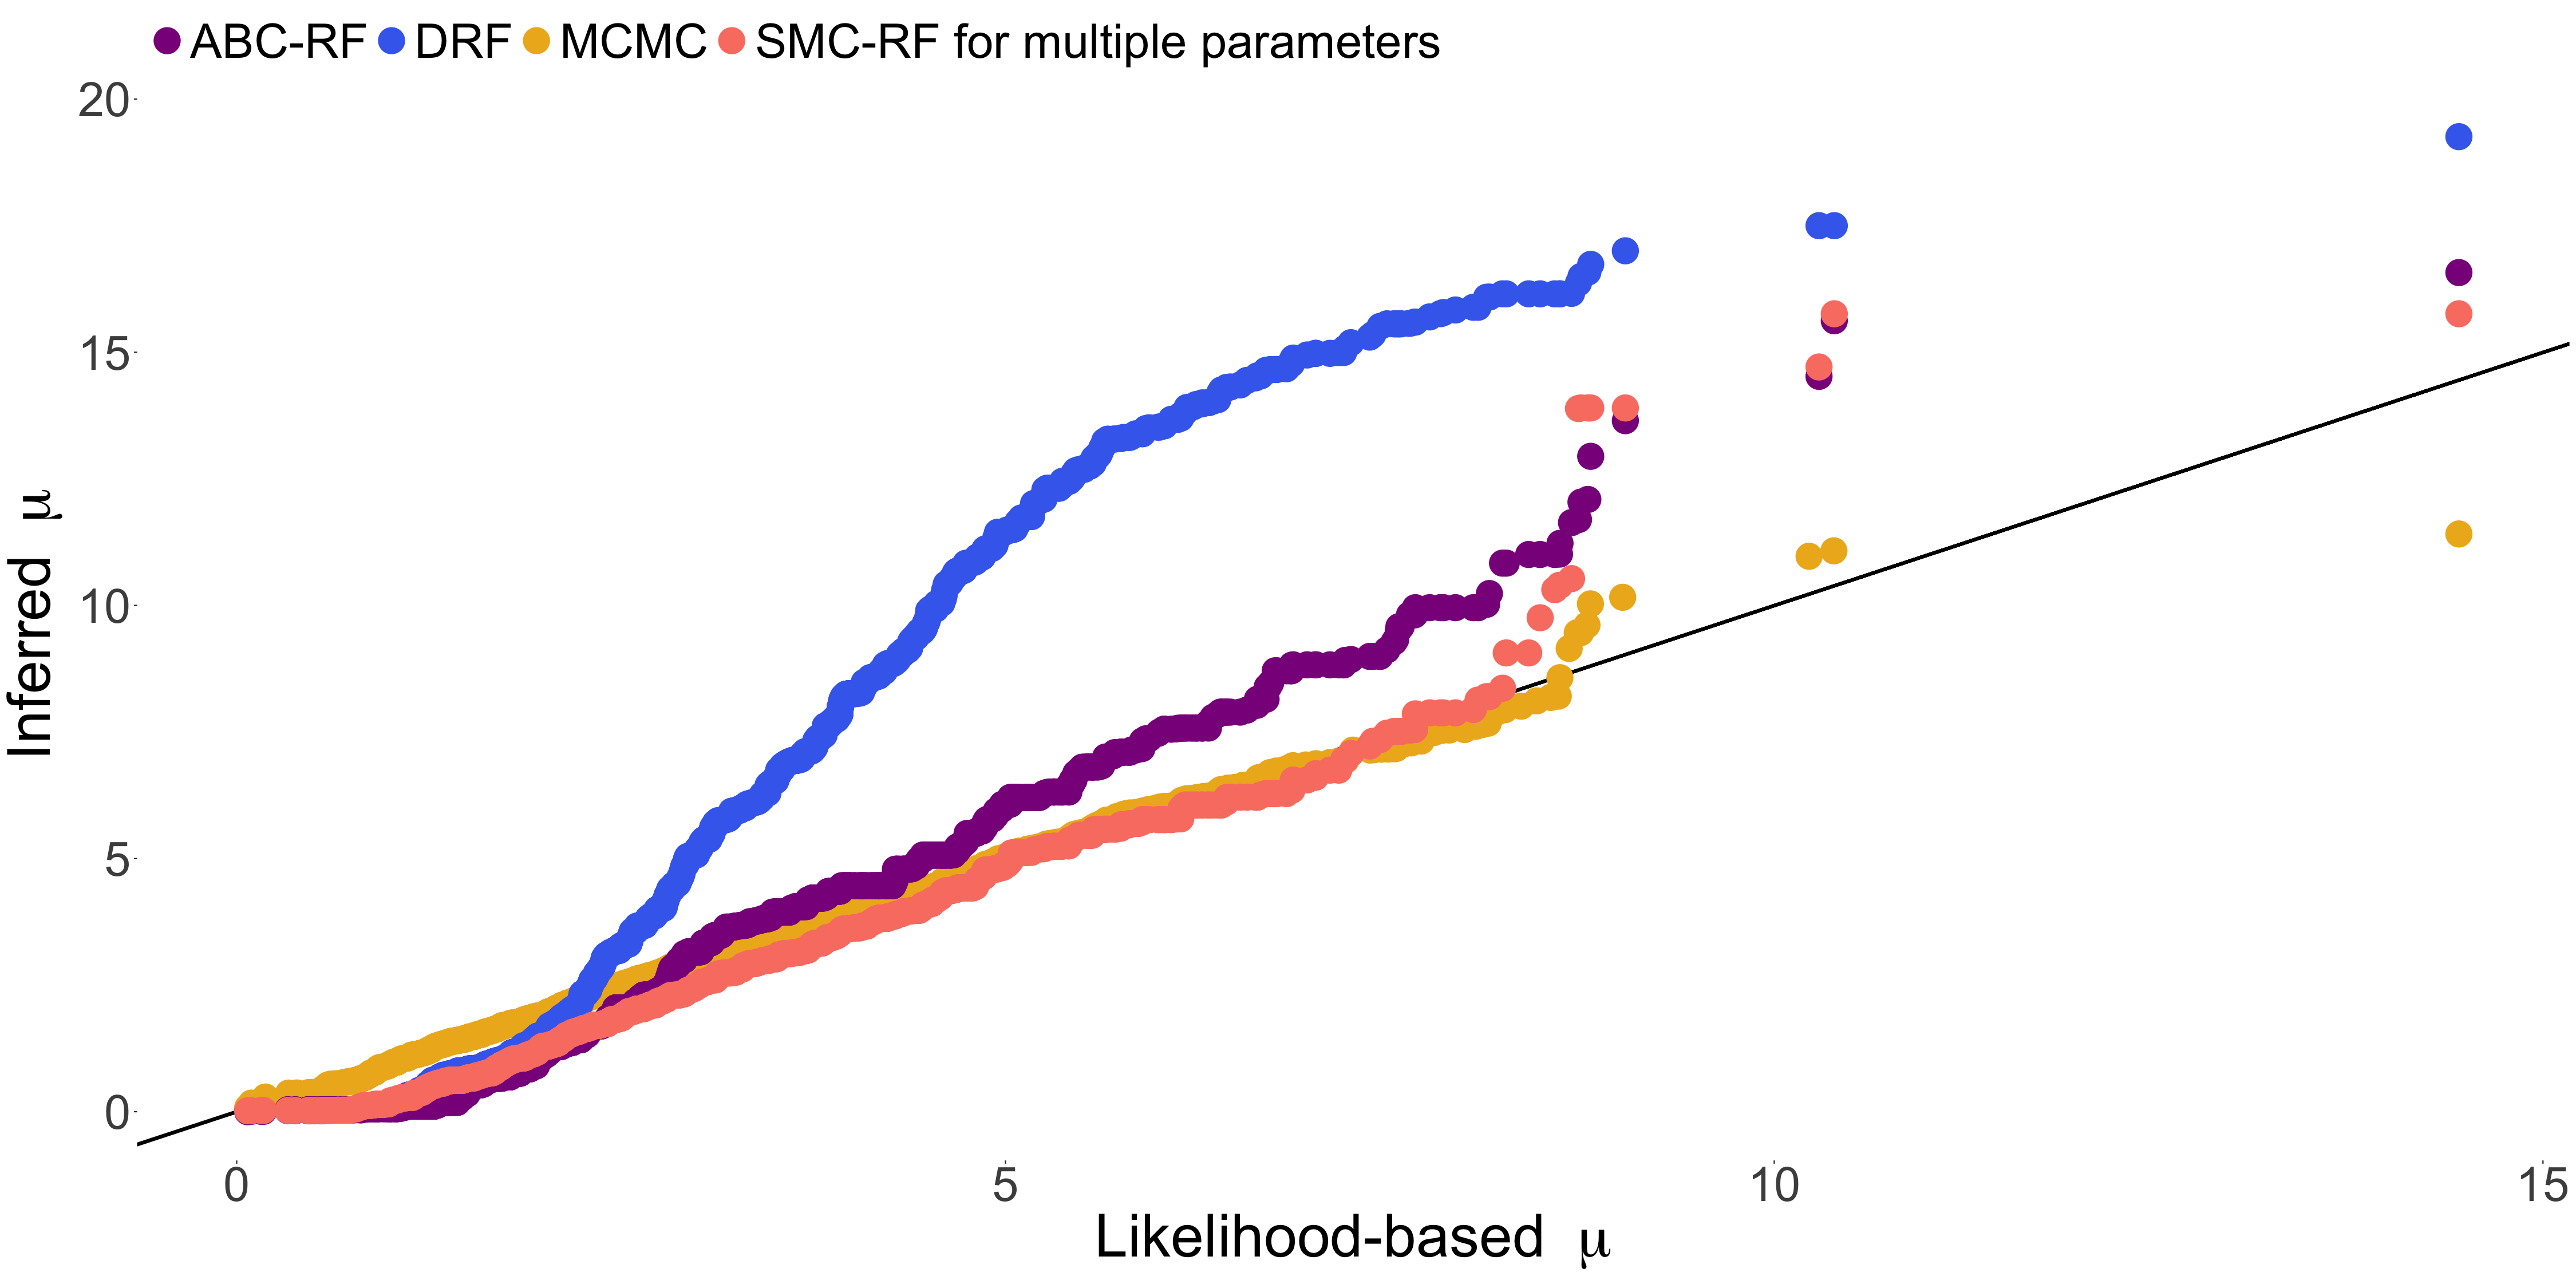 ABC-RF DRF MCMC SMC-RF for multiple parameters
20
15
10
5
0
Inferred μ
0 5 10 15
Likelihood-based μ